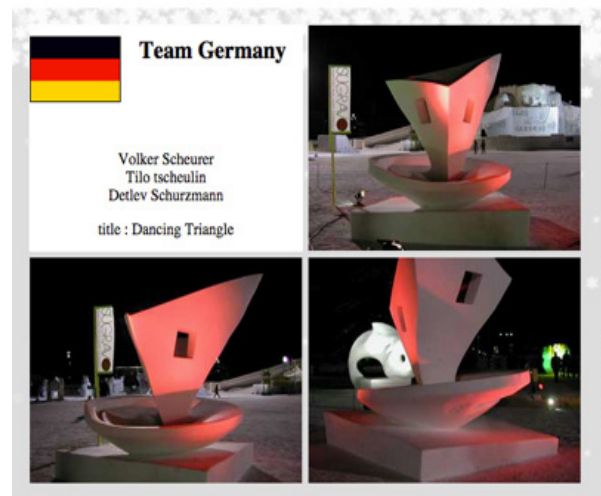 Team Germany
Volker Scheurer
Tilo tscheulin
Detlev Schurzmann
title : Dancing Triangle